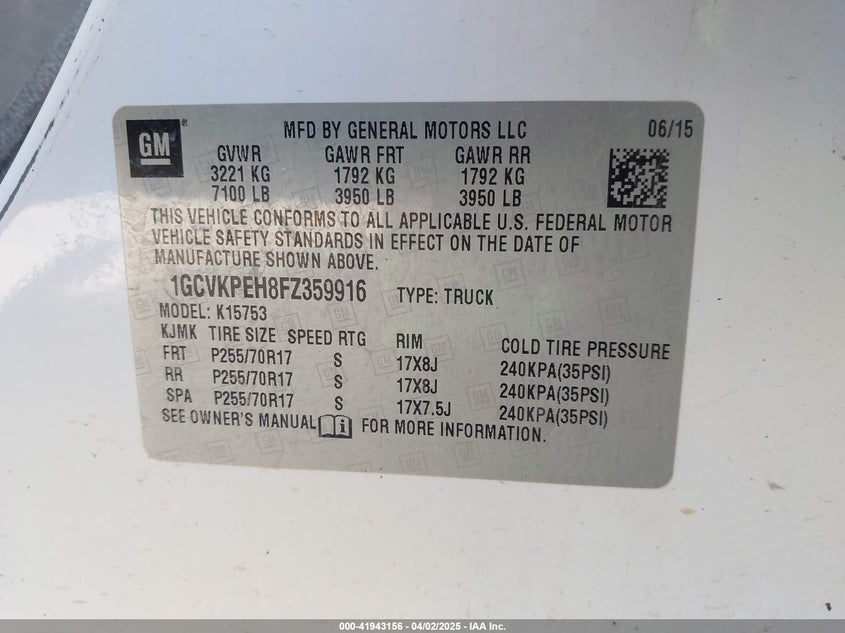 GM®
MFD BY GENERAL MOTORS LLC 06/15
GVWR GAWR FRT GAWR RR
3221 KG 1792 KG 1792 KG
7100 LB 3950 LB 3950 LB
THIS VEHICLE CONFORMS TO ALL APPLICABLE U.S. FEDERAL MOTOR
VEHICLE SAFETY STANDARDS IN EFFECT ON THE DATE OF
MANUFACTURE SHOWN ABOVE.
1GCVKPEH8FZ359916 TYPE: TRUCK
MODEL: K15753
KJMK TIRE SIZE SPEED RTG RIM COLD TIRE PRESSURE
FRT P255/70R17 S 17X8J 240KPA(35PSI)
RR P255/70R17 S 17X8J 240KPA(35PSI)
SPA P255/70R17 S 17X7.5J 240KPA(35PSI)
SEE OWNER'S MANUAL i FOR MORE INFORMATION.
000-41943156 - 04/02/2025 - IAA Inc.